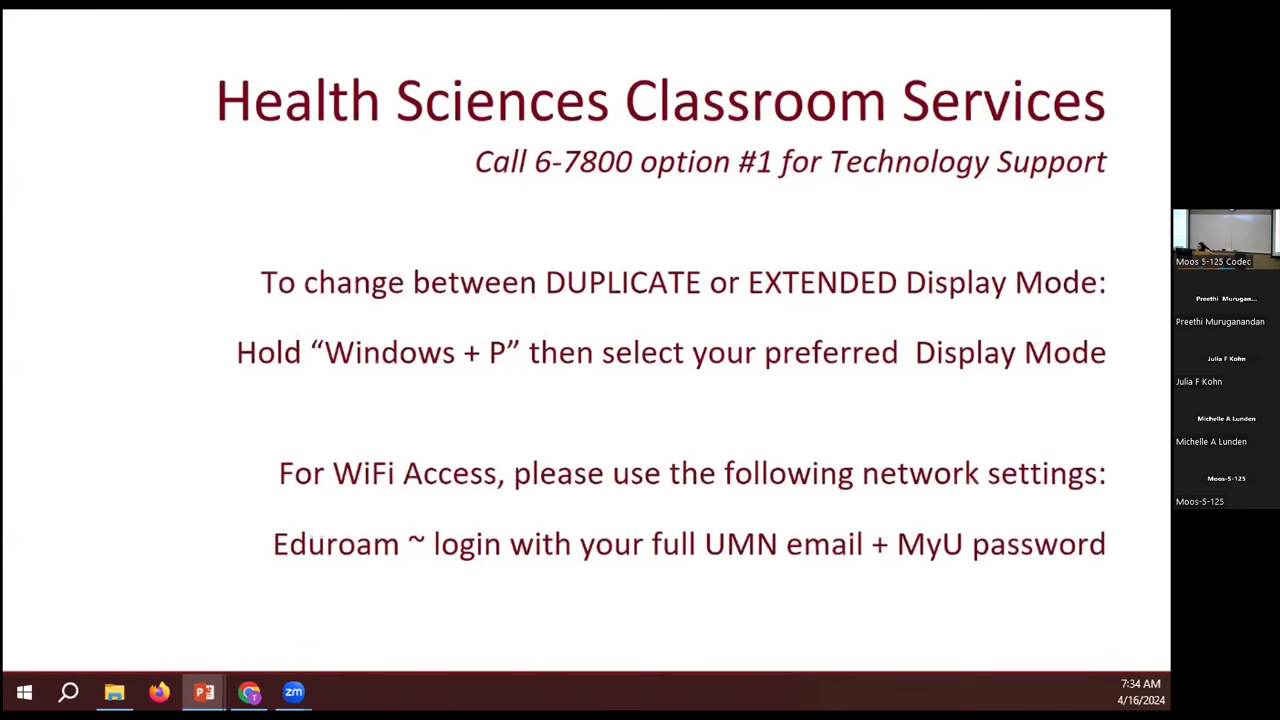 Health Sciences Classroom Services
Call 6-7800 option #1 for Technology Support
To change between DUPLICATE or EXTENDED Display Mode:
Hold “Windows + P” then select your preferred  Display Mode
For WiFi Access, please use the following network settings:
Eduroam ~ login with your full UMN email + MyU password
Moos 5-125 Codec
Preethi Murugan...
Preethi Muruganandan
Julia F Kohn
Julia F Kohn
Michelle A Lunden
Michelle A Lunden
Moos-5-125
Moos-5-125
zm
7:34 AM
4/16/2024